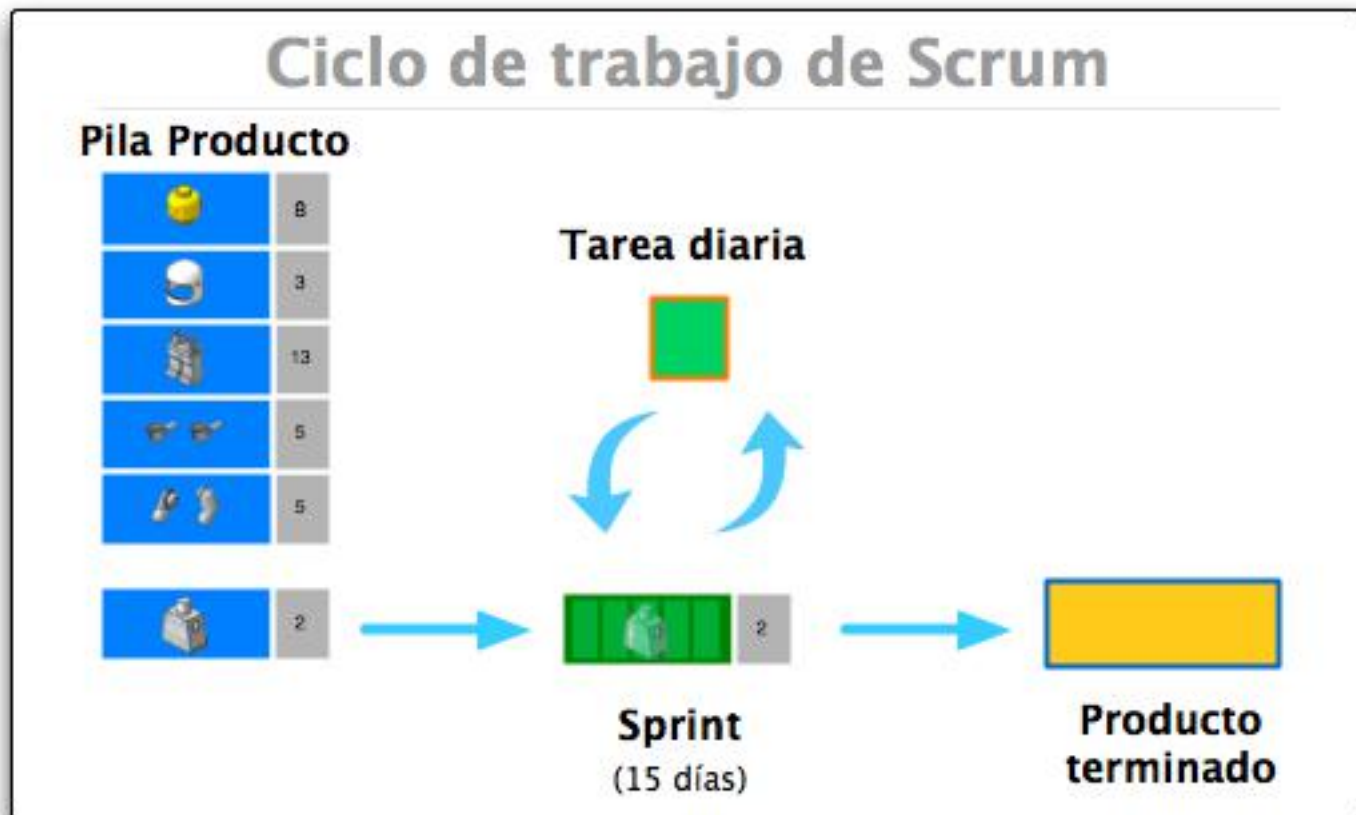 Ciclo de trabajo de Scrum
Pila Producto
8
3
13
5
5
2
Tarea diaria
2
Sprint
(15 días)
Producto
terminado